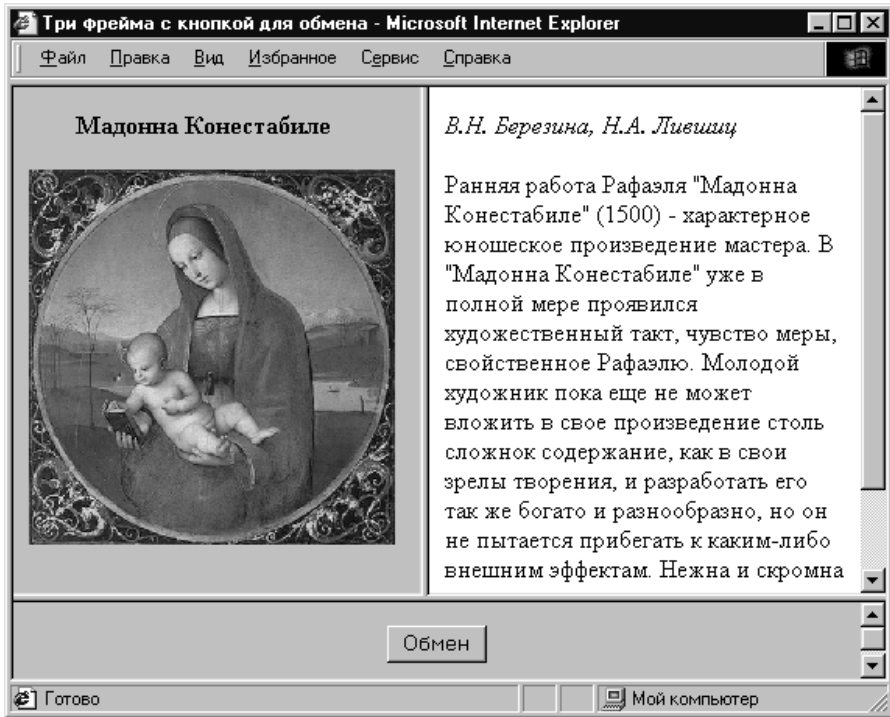 Три фрейма с кнопкой для обмена - Microsoft Internet Explorer
Файл Правка Вид Избранное Сервис Справка
Мадонна Конестабиле
В.Н. Березина, Н.А. Лившиц
Ранняя работа Рафаэля "Мадонна
Конестабиле" (1500) - характерное
юношеское произведение мастера. В
"Мадонна Конестабиле" уже в
полной мере проявился
художественный такт, чувство меры,
свойственное Рафаэлю. Молодой
художник пока еще не может
вложить в свое произведение столь
сложнок содержание, как в свои
зрелы творения, и разработать его
так же богато и разнообразно, но он
не пытается прибегать к каким-либо
внешним эффектам. Нежна и скромна
Обмен
Готово
Мой компьютер